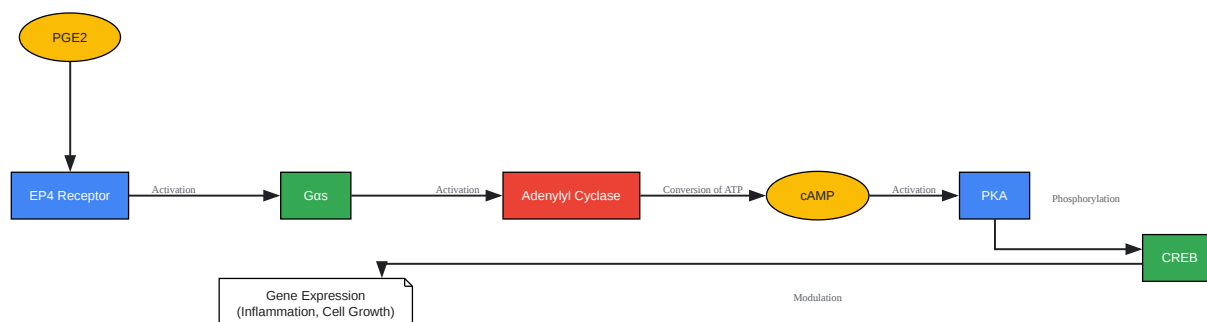 PGE2
EP4 Receptor
Activation
Gαs
Activation
Adenylyl Cyclase
Conversion of ATP
cAMP
Activation
PKA
Phosphorylation
CREB
Gene Expression
(Inflammation, Cell Growth)
Modulation